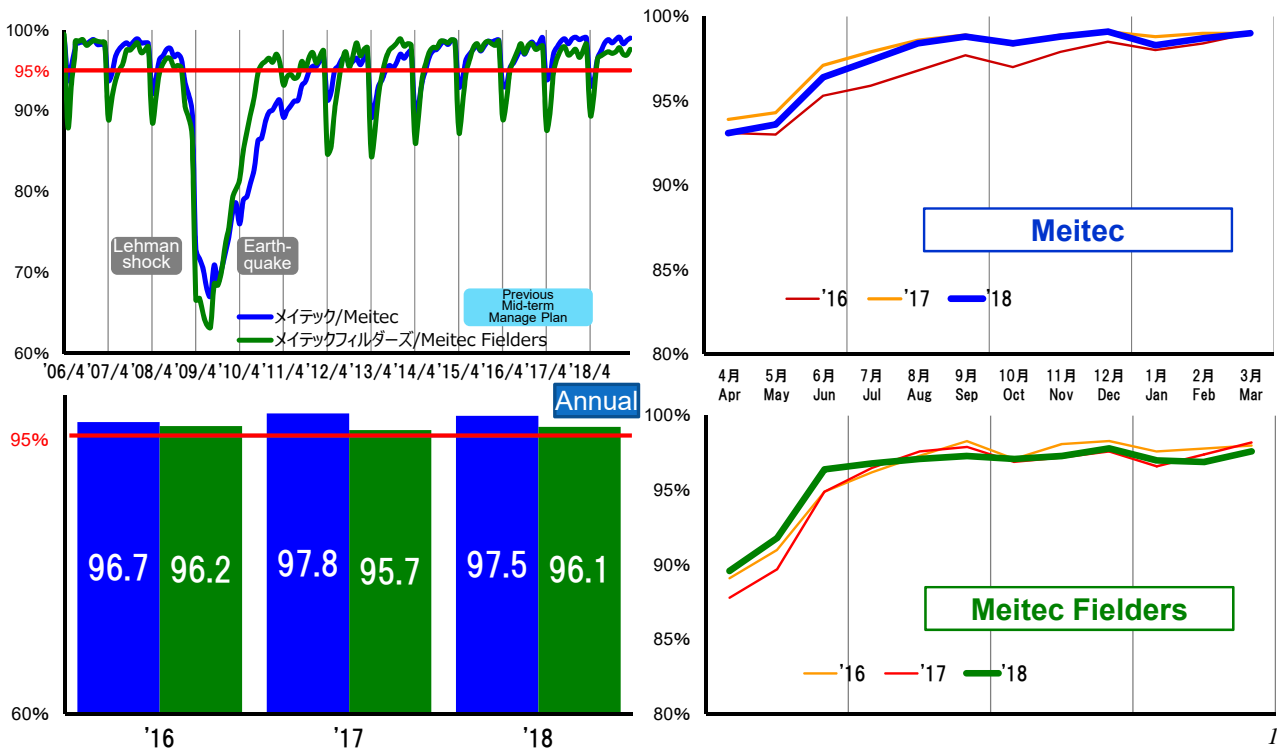 100%
95%
90%
80%
70%
60%
Lehman
shock
Earth-
quake
Previous
Mid-term
Manage Plan
メイテック/Meitec
メイテックフィルダーズ/Meitec Fielders
'06/4 '07/4 '08/4 '09/4 '10/4 '11/4 '12/4 '13/4 '14/4 '15/4 '16/4 '17/4 '18/4
100%
95%
90%
85%
80%
Meitec
'16 '17 '18
4月 5月 6月 7月 8月 9月 10月 11月 12月 1月 2月 3月
Apr May Jun Jul Aug Sep Oct Nov Dec Jan Feb Mar
Annual
95%
60%
96.7 96.2 97.8 95.7 97.5 96.1
'16 '17 '18
100%
95%
90%
85%
80%
Meitec Fielders
'16 '17 '18
1